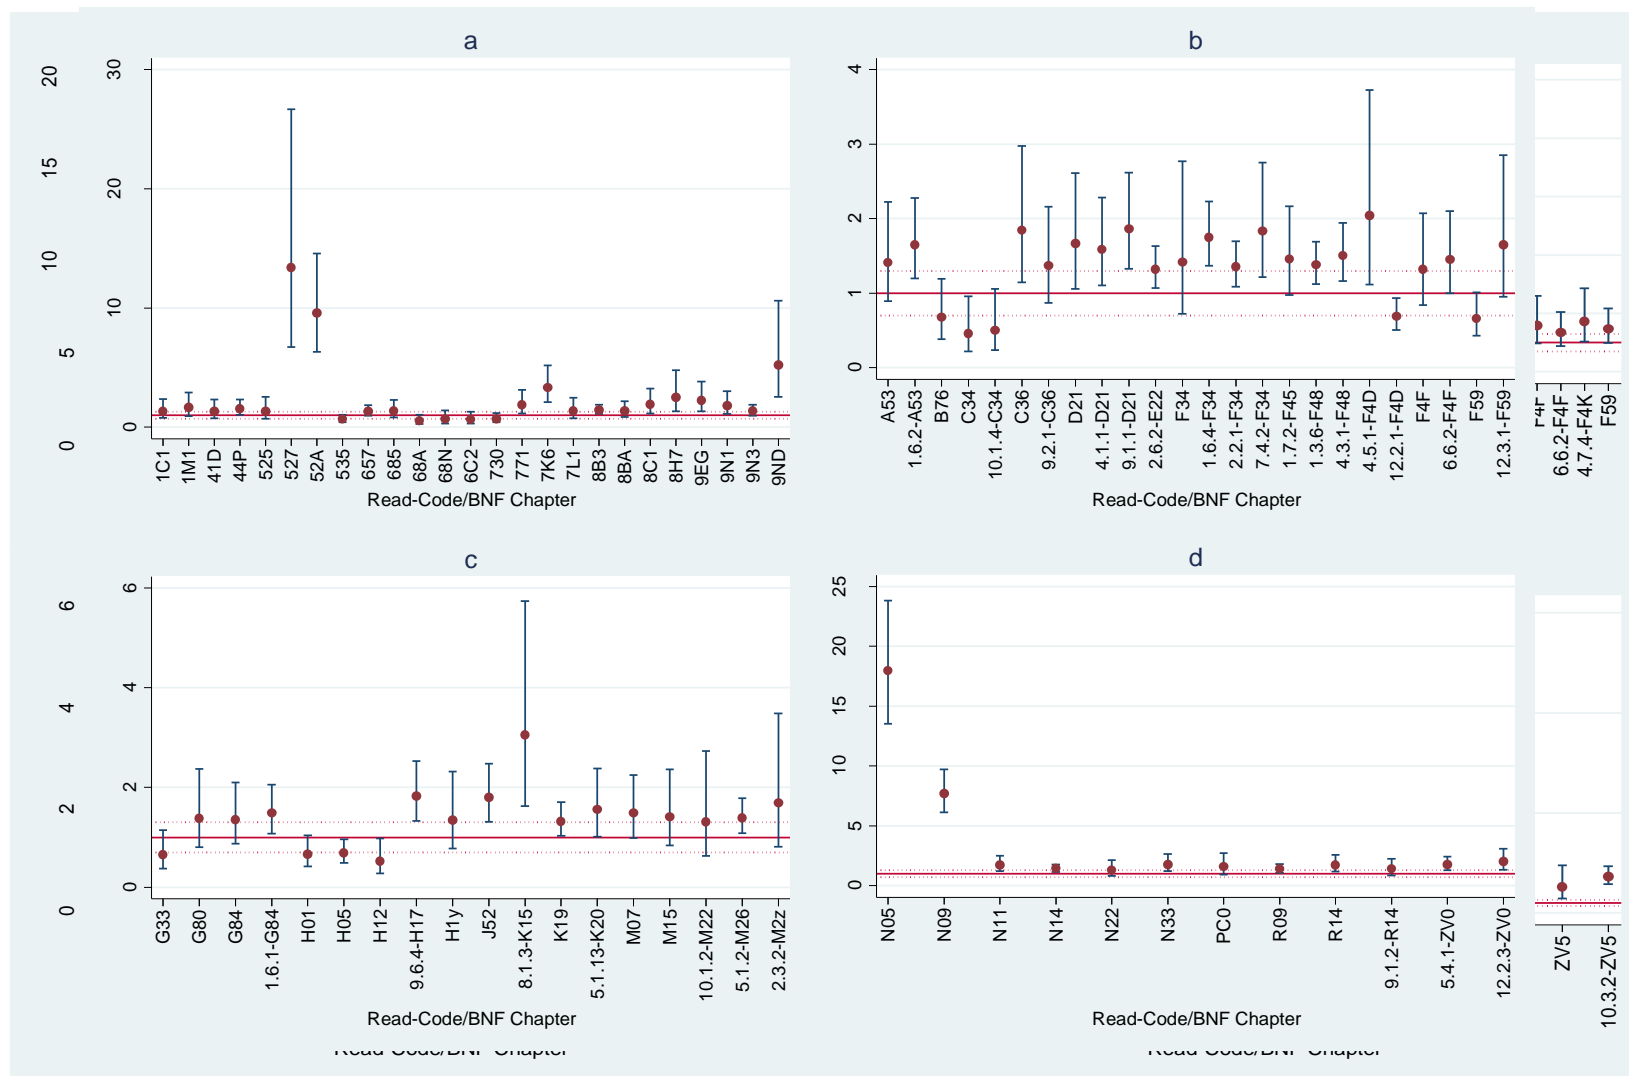 a
b
30
20
10
0
1C1
1M1
41D
44P
525
527
52A
535
657
685
68A
68N
6C2
730
771
7K6
7L1
8B3
8BA
8C1
8H7
9EG
9N1
9N3
9ND
Read-Code/BNF Chapter
4
3
2
1
0
A53
1.6.2-A53
B76
C34
10.1.4-C34
C36
9.2.1-C36
D21
4.1.1-D21
9.1.1-D21
2.6.2-E22
F34
1.6.4-F34
2.2.1-F34
7.4.2-F34
1.7.2-F45
1.3.6-F48
4.3.1-F48
4.5.1-F4D
12.2.1-F4D
F4F
6.6.2-F4F
F59
12.3.1-F59
Read-Code/BNF Chapter
20
15
10
5
0
F4F
6.6.2-F4F
4.7.4-F4K
F59
c
d
6
4
2
0
G33
G80
G84
1.6.1-G84
H01
H05
H12
9.6.4-H17
H1y
J52
8.1.3-K15
K19
5.1.13-K20
M07
M15
10.1.2-M22
5.1.2-M26
2.3.2-M2z
Read-Code/BNF Chapter
25
20
15
10
5
0
N05
N09
N11
N14
N22
N33
PC0
R09
R14
9.1.2-R14
5.4.1-ZV0
12.2.3-ZV0
Read-Code/BNF Chapter
6
4
2
0
ZV5
10.3.2-ZV5
Read-Code/BNF Chapter
Read-Code/BNF Chapter